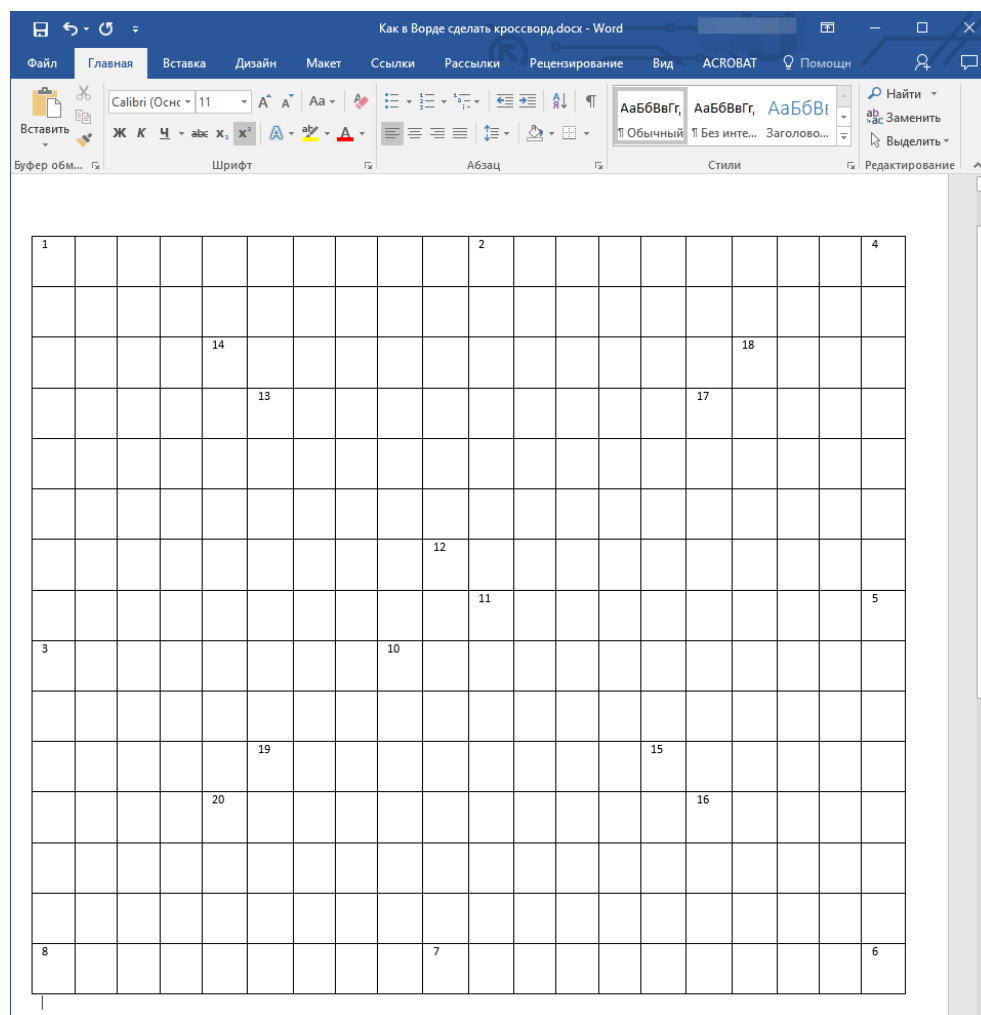 Как в Ворде сделать кроссворд.docx - Word
Файл Главная Вставка Дизайн Макет Ссылки Рассылки Рецензирование Вид ACROBAT Помощн
Вставить
Calibri (Оснс 11 A A Aa
Ж К Ч abc X₂ X² A aby A
АаБбВвГг, АаБбВвГг, АаБбВı
¶ Обычный ¶ Без инте... Заголово...
Найти
Заменить
Выделить
Буфер обм... Шрифт Абзац Стили Редактирование
1 2 4
14 18
13 17
12
11 5
3 10
19 15
20 16
8 7 6